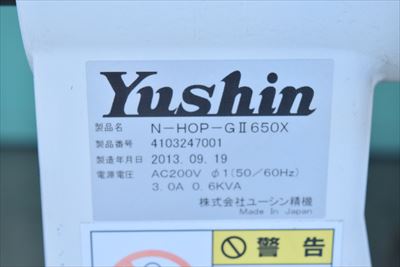 Yushin
製品名 N-HOP-GⅡ650X
製品番号 4103247001
製造年月日 2013. 09. 19
電源電圧 AC200V φ1(50/60Hz)
3.0A 0.6KVA
株式会社ユーシン精機
Made In Japan
警告